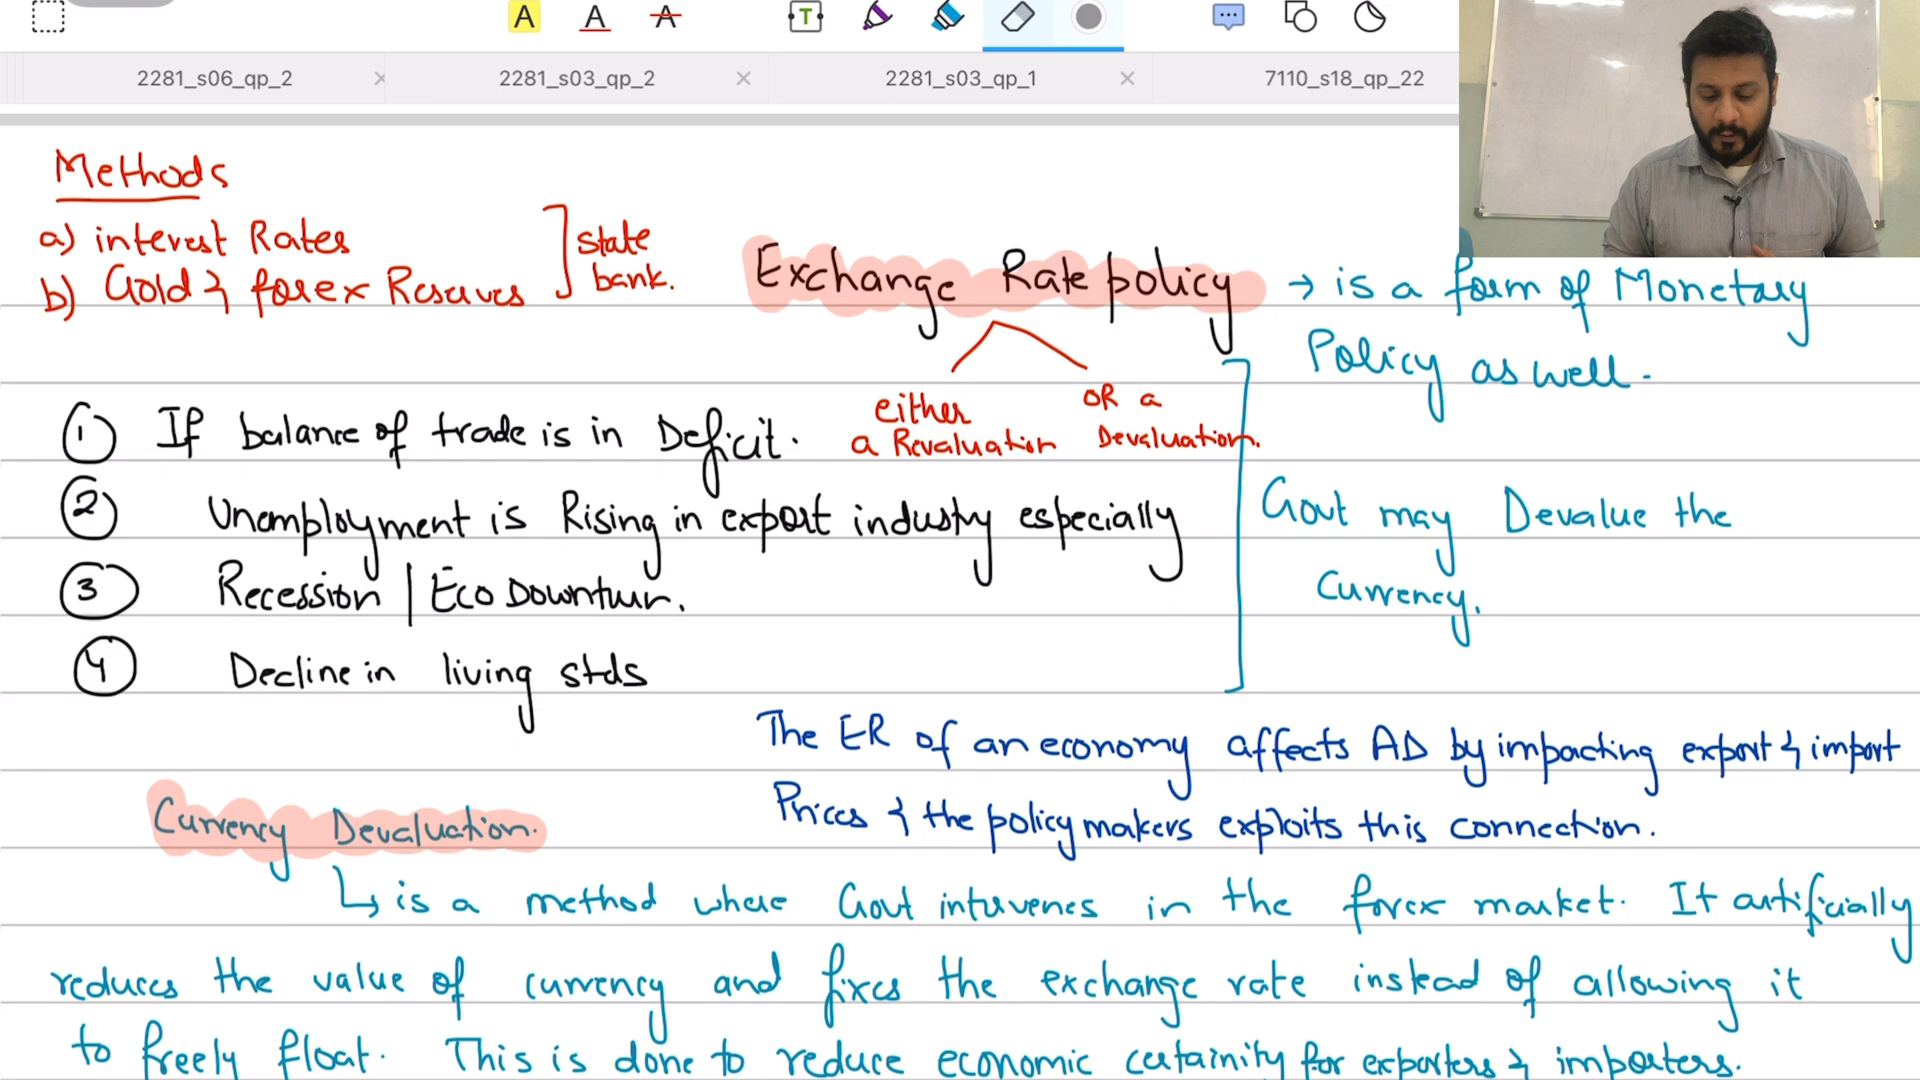 A A A T
2281_s06_qp_2 × 2281_s03_qp_2 × 2281_s03_qp_1 × 7110_s18_qp_22
Methods
a) interest Rates
b) Gold & forex Reserves
state
bank.
Exchange Rate policy → is a form of Monetary
Policy as well.
either
a Revaluation
OR a
Devaluation.
① If balance of trade is in Deficit.
② Unemployment is Rising in export industry especially
③ Recession | Eco Downturn.
④ Decline in living stds
Govt may Devalue the
Currency.
The ER of an economy affects AD by impacting export & import
Prices & the policy makers exploits this connection.
Currency Devaluation.
↳ is a method where Govt intervenes in the forex market. It artificially
reduces the value of currency and fixes the exchange rate instead of allowing it
to freely float. This is done to reduce economic certainity for exporters & importers.